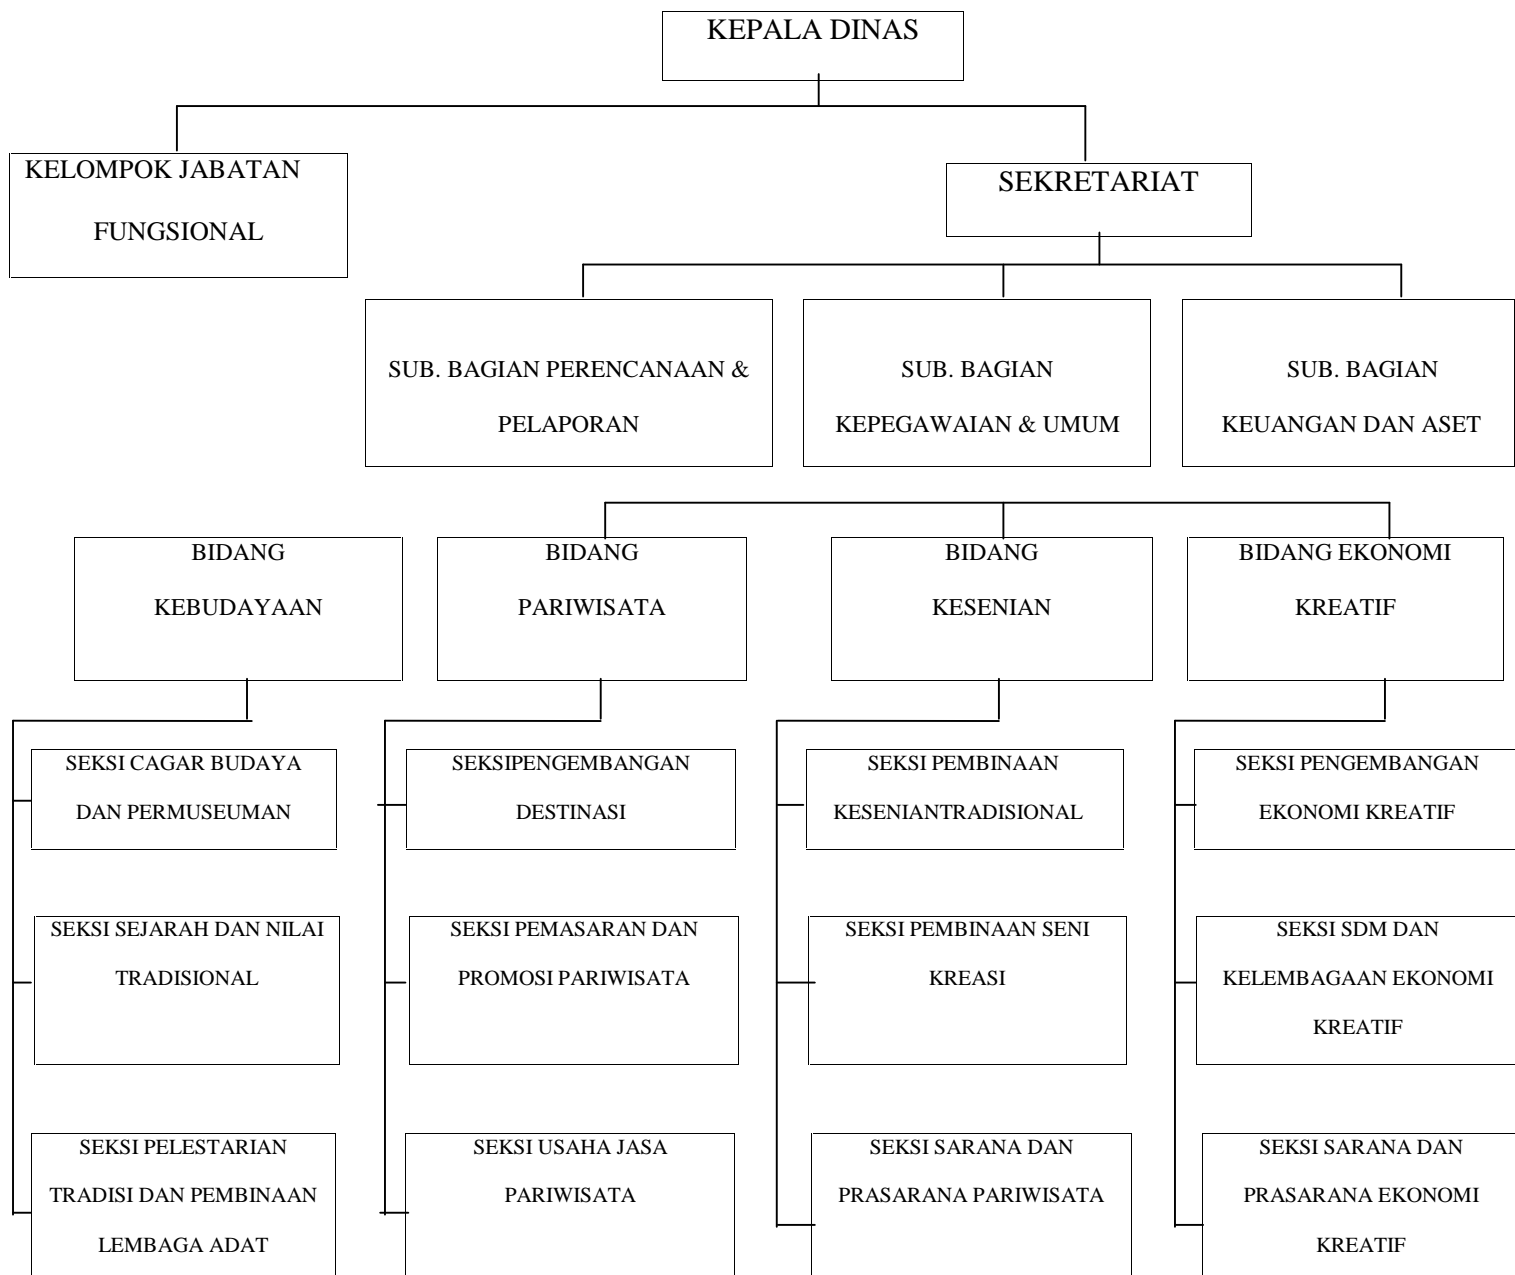 KEPALA DINAS
KELOMPOK JABATAN
FUNGSIONAL
SEKRETARIAT
SUB. BAGIAN PERENCANAAN &
PELAPORAN
SUB. BAGIAN
KEPEGAWAIAN & UMUM
SUB. BAGIAN
KEUANGAN DAN ASET
BIDANG
KEBUDAYAAN
BIDANG
PARIWISATA
BIDANG
KESENIAN
BIDANG EKONOMI
KREATIF
SEKSI CAGAR BUDAYA
DAN PERMUSEUMAN
SEKSIPENGEMBANGAN
DESTINASI
SEKSI PEMBINAAN
KESENIANTRADISIONAL
SEKSI PENGEMBANGAN
EKONOMI KREATIF
SEKSI SEJARAH DAN NILAI
TRADISIONAL
SEKSI PEMASARAN DAN
PROMOSI PARIWISATA
SEKSI PEMBINAAN SENI
KREASI
SEKSI SDM DAN
KELEMBAGAAN EKONOMI
KREATIF
SEKSI PELESTARIAN
TRADISI DAN PEMBINAAN
LEMBAGA ADAT
SEKSI USAHA JASA
PARIWISATA
SEKSI SARANA DAN
PRASARANA PARIWISATA
SEKSI SARANA DAN
PRASARANA EKONOMI
KREATIF